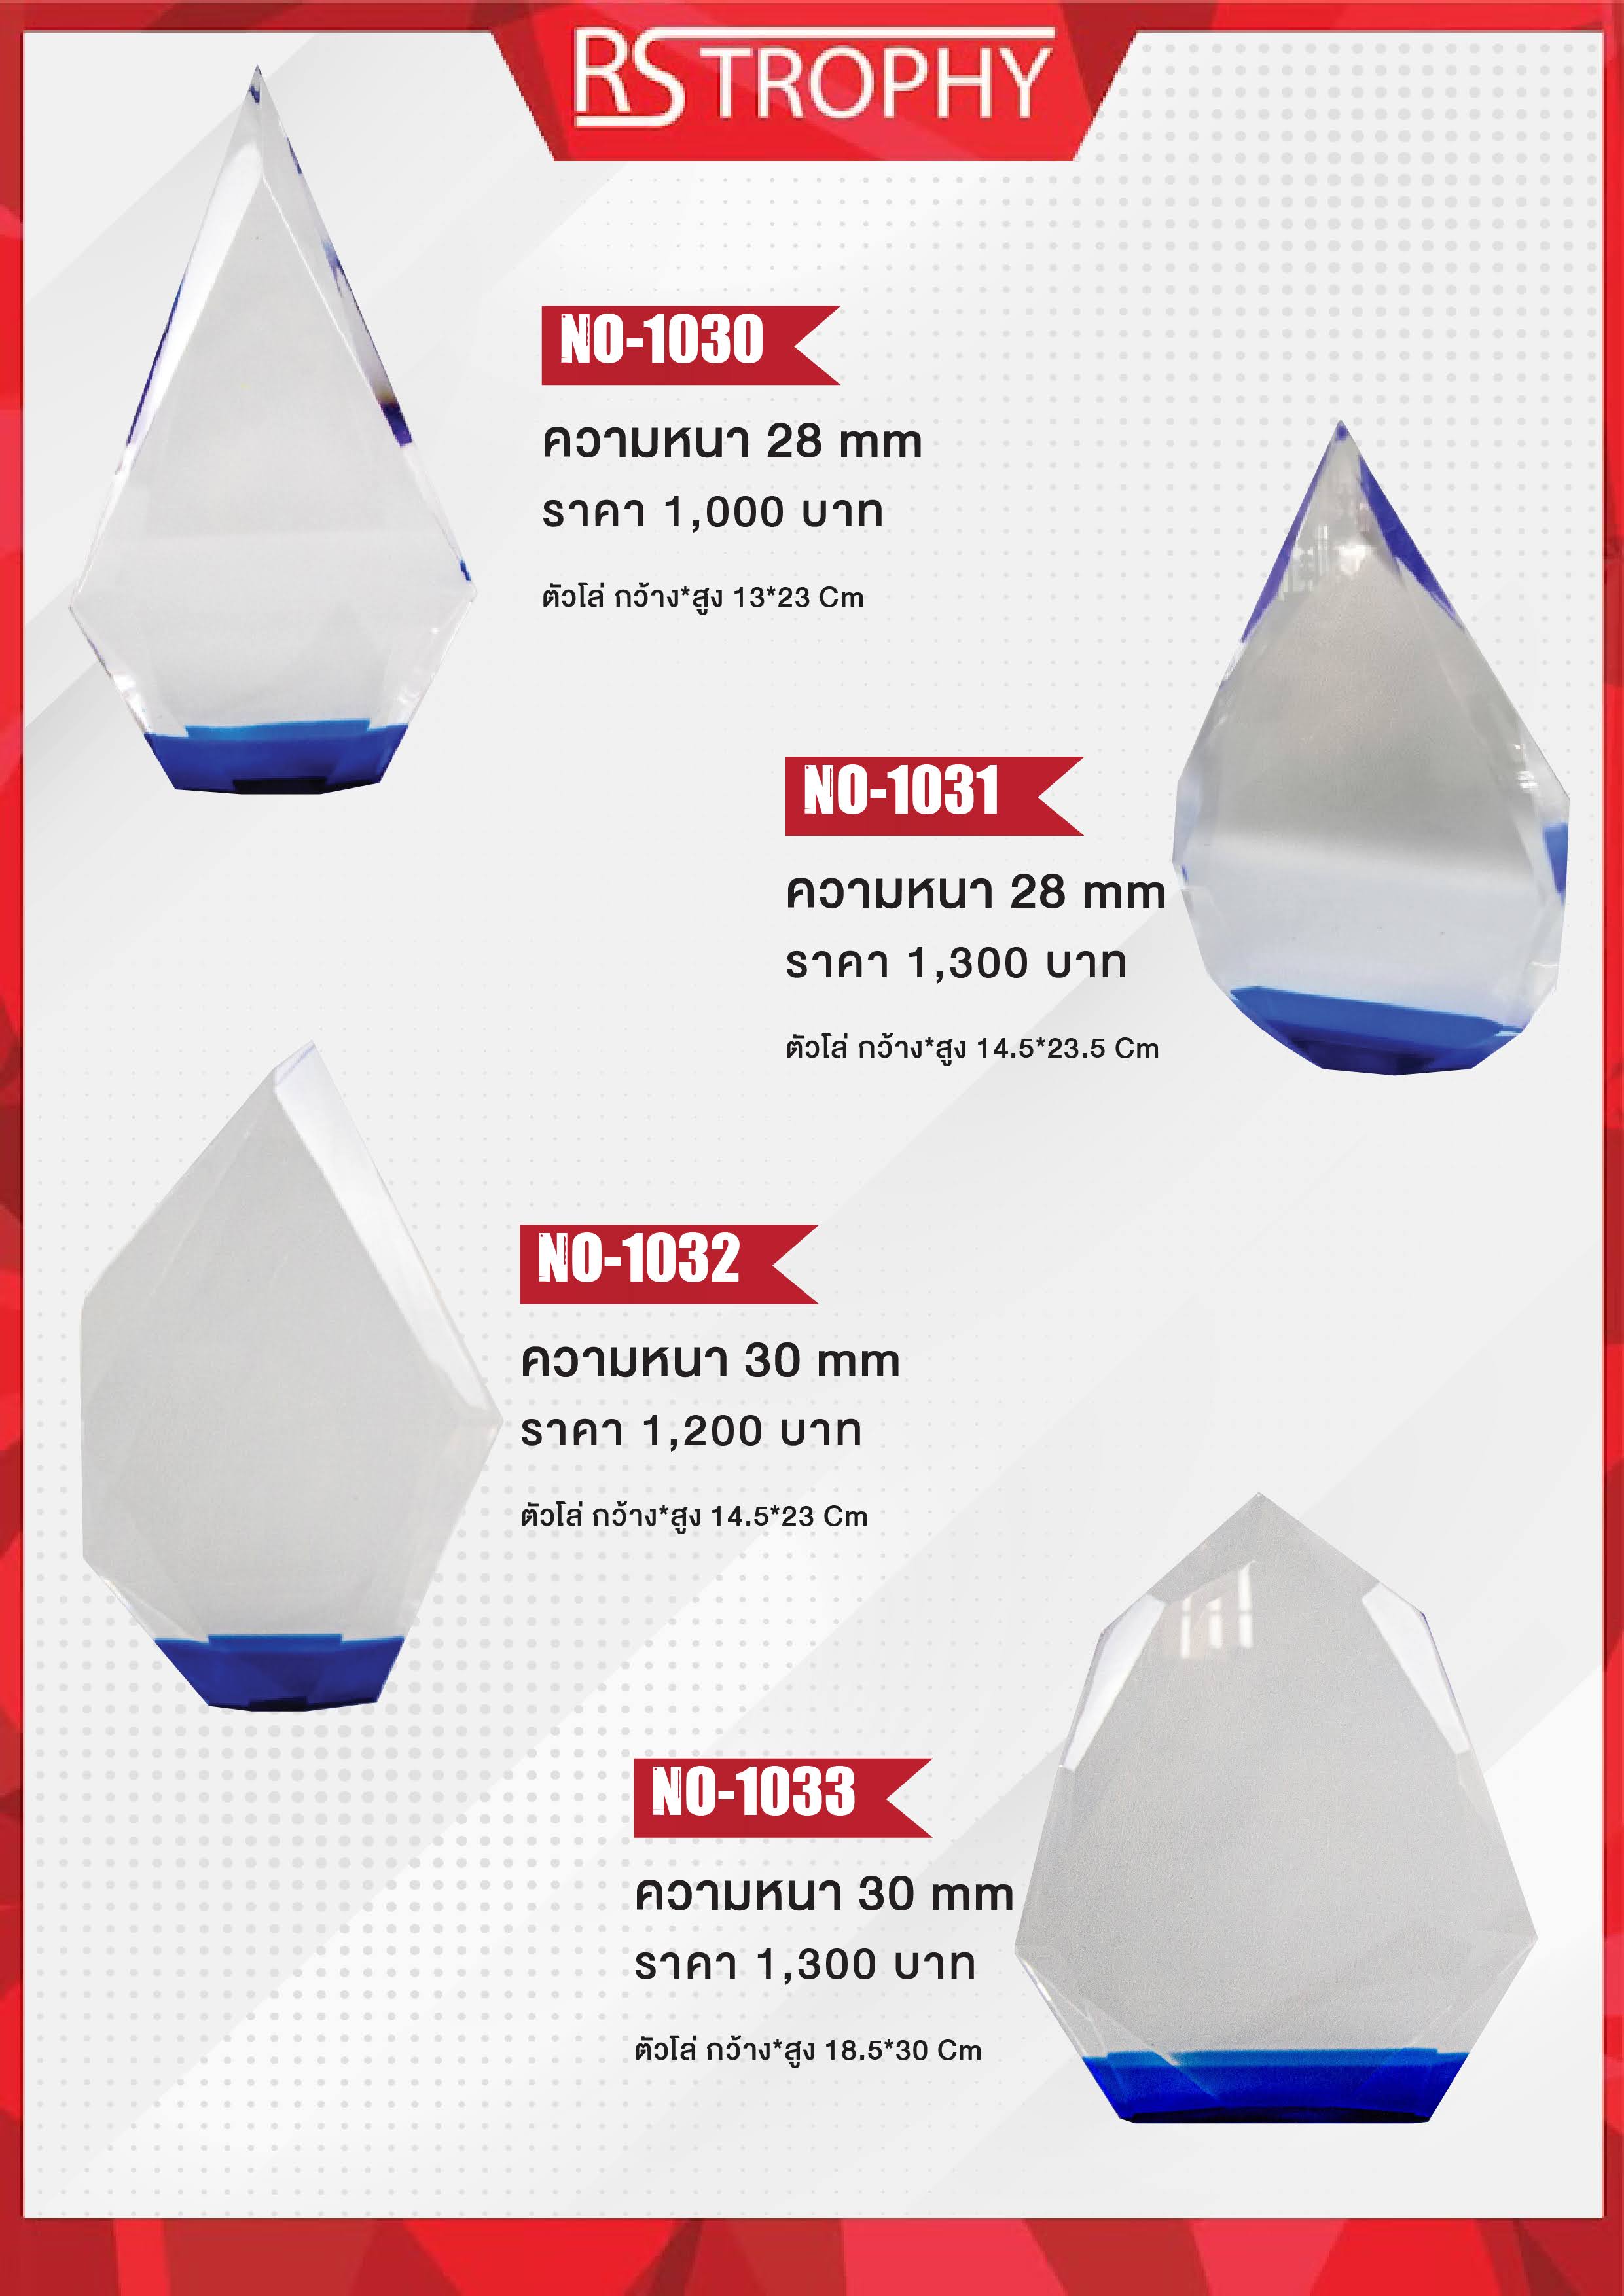 RS TROPHY
NO-1030
ความหนา 28 mm
ราคา 1,000 บาท
ตัวโล่ กว้าง*สูง 13*23 Cm
NO-1031
ความหนา 28 mm
ราคา 1,300 บาท
ตัวโล่ กว้าง*สูง 14.5*23.5 Cm
NO-1032
ความหนา 30 mm
ราคา 1,200 บาท
ตัวโล่ กว้าง*สูง 14.5*23 Cm
NO-1033
ความหนา 30 mm
ราคา 1,300 บาท
ตัวโล่ กว้าง*สูง 18.5*30 Cm